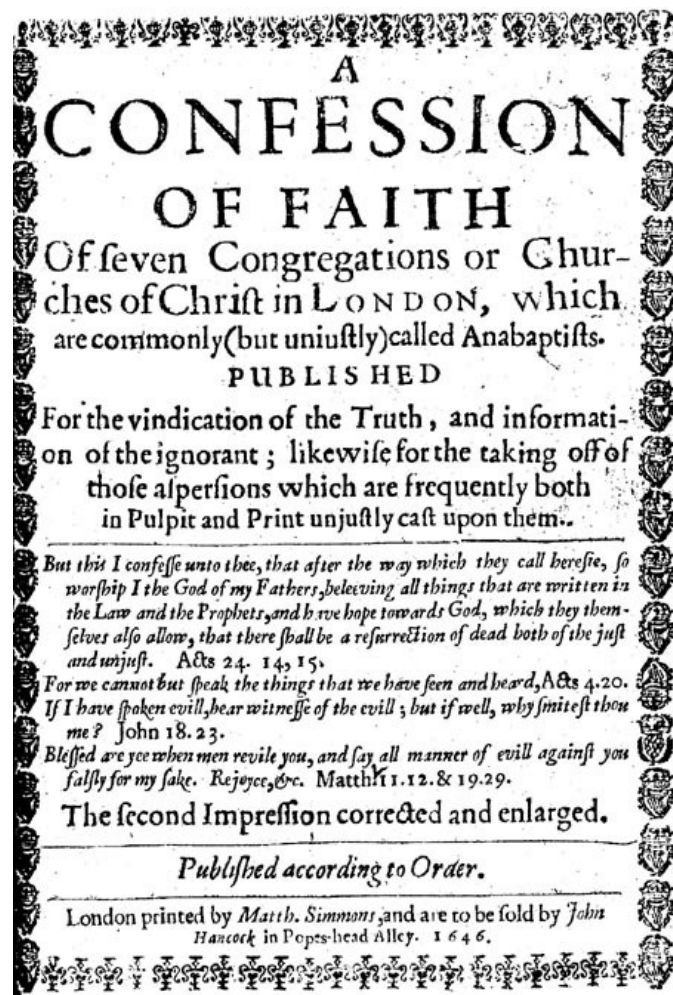 A
CONFESSION
OF FAITH
Of ſeven Congregations or Chur-
ches of Chriſt in LONDON, which
are commonly (but uniuſtly) called Anabaptiſts.
PUBLISHED
For the vindication of the Truth, and informati-
on of the ignorant; likewiſe for the taking off of
thoſe aſperſions which are frequently both
in Pulpit and Print unjuſtly caſt upon them.
But this I confeſſe unto thee, that after the way which they call hereſie, ſo
worſhip I the God of my Fathers, beleeving all things that are written in
the Law and the Prophets, and have hope towards God, which they them-
ſelves alſo allow, that there ſhall be a reſurrection of dead both of the juſt
and unjuſt. Acts 24. 14, 15.
For we cannot but ſpeak the things that we have ſeen and heard, Acts 4.20.
If I have ſpoken evill, bear witneſſe of the evill; but if well, why ſmiteſt thou
me? John 18.23.
Bleſſed are yee when men revile you, and ſay all manner of evill againſt you
falſly for my ſake. Rejoyce, &c. Matth. 11.12. & 19.29.
The ſecond Impreſſion corrected and enlarged.
Publiſhed according to Order.
London printed by Matth. Simmons, and are to be ſold by John
Hancock in Popes-head Alley. 1646.